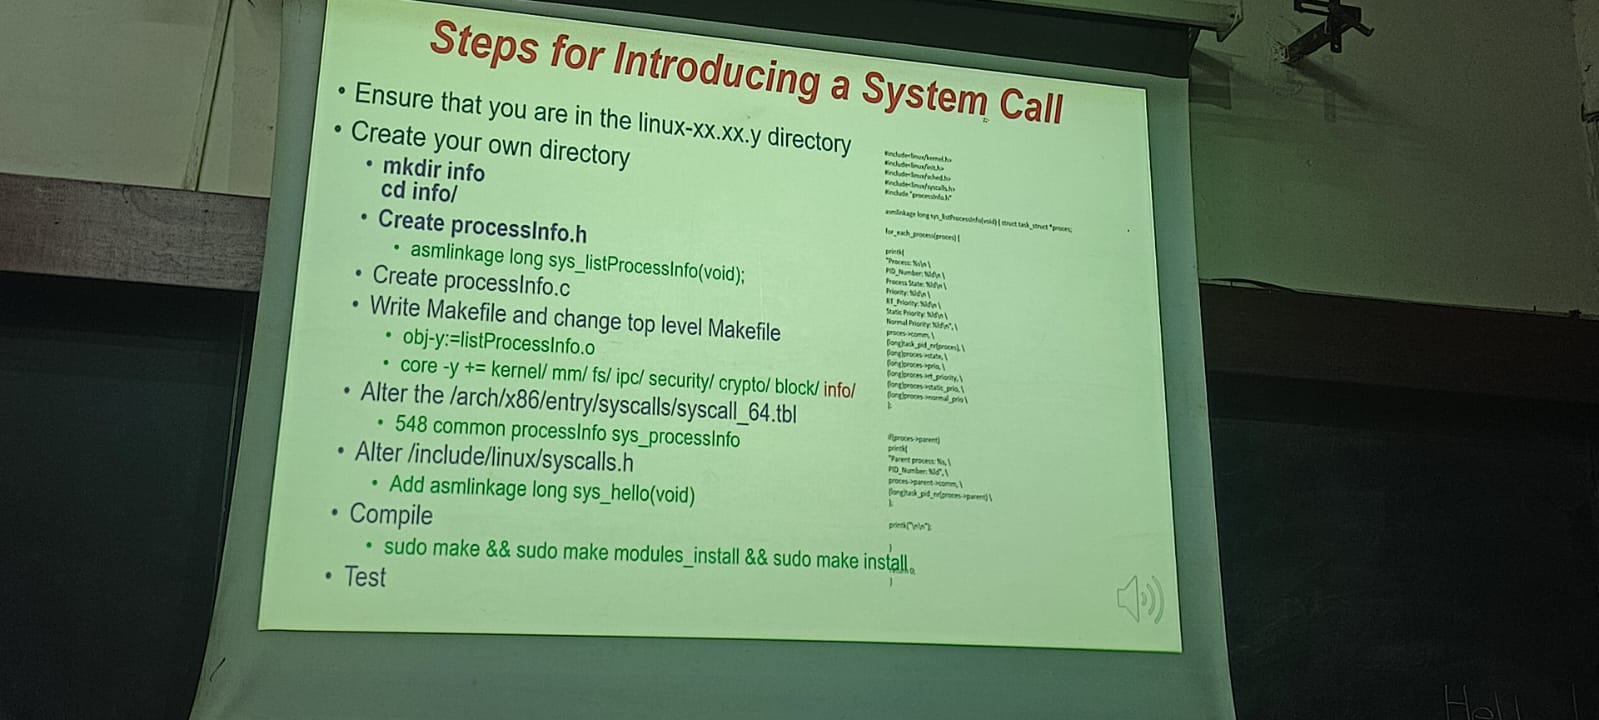 Steps for Introducing a System Call
• Ensure that you are in the linux-xx.xx.y directory
• Create your own directory
• mkdir info
cd info/
• Create processInfo.h
• asmlinkage long sys_listProcessInfo(void);
• Create processInfo.c
• Write Makefile and change top level Makefile
• obj-y:=listProcessInfo.o
• core -y += kernel/ mm/ fs/ ipc/ security/ crypto/ block/ info/
• Alter the /arch/x86/entry/syscalls/syscall_64.tbl
• 548 common processInfo sys_processInfo
• Alter /include/linux/syscalls.h
• Add asmlinkage long sys_hello(void)
• Compile
• sudo make && sudo make modules_install && sudo make install
• Test
#include<linux/kernel.h>
#include<linux/init.h>
#include<linux/sched.h>
#include<linux/syscalls.h>
#include "processInfo.h"
asmlinkage long sys_listProcessInfo(void) { struct task_struct *proces;
for_each_process(proces) {
printk(
"Process: %s\n \
PID_Number: %ld\n \
Process State: %ld\n \
Priority: %ld\n \
RT_Priority: %ld\n \
Static Priority: %ld\n \
Normal Priority: %ld\n", \
proces->comm, \
(long)task_pid_nr(proces), \
(long)proces->state, \
(long)proces->prio, \
(long)proces->rt_priority, \
(long)proces->static_prio, \
(long)proces->normal_prio \
);
if(proces->parent)
printk(
"Parent process: %s, \
PID_Number: %ld", \
proces->parent->comm, \
(long)task_pid_nr(proces->parent) \
);
printk("\n\n");
}
}